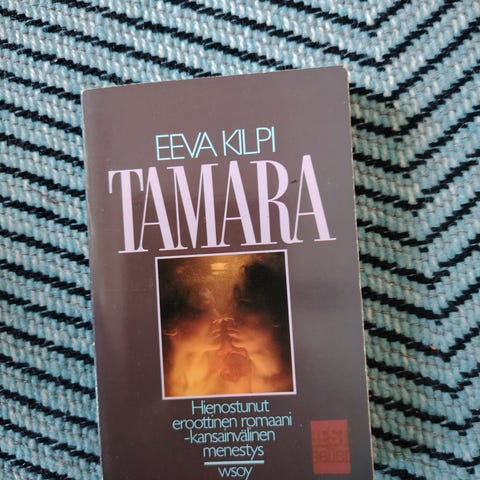 EEVA KILPI
TAMARA
Hienostunut
eroottinen romaani
-kansainvälinen
menestys
wsoy
BEST
seller